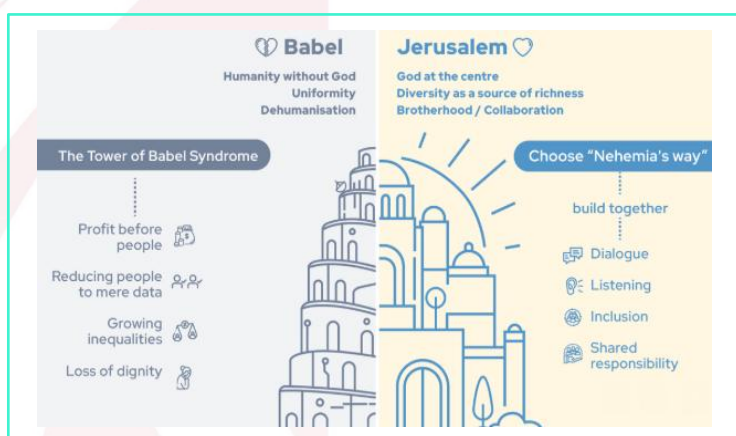 Babel
Humanity without God
Uniformity
Dehumanisation
The Tower of Babel Syndrome
Profit before
people
Reducing people
to mere data
Growing
inequalities
Loss of dignity
Jerusalem
God at the centre
Diversity as a source of richness
Brotherhood / Collaboration
Choose “Nehemia's way”
build together
Dialogue
Listening
Inclusion
Shared
responsibility